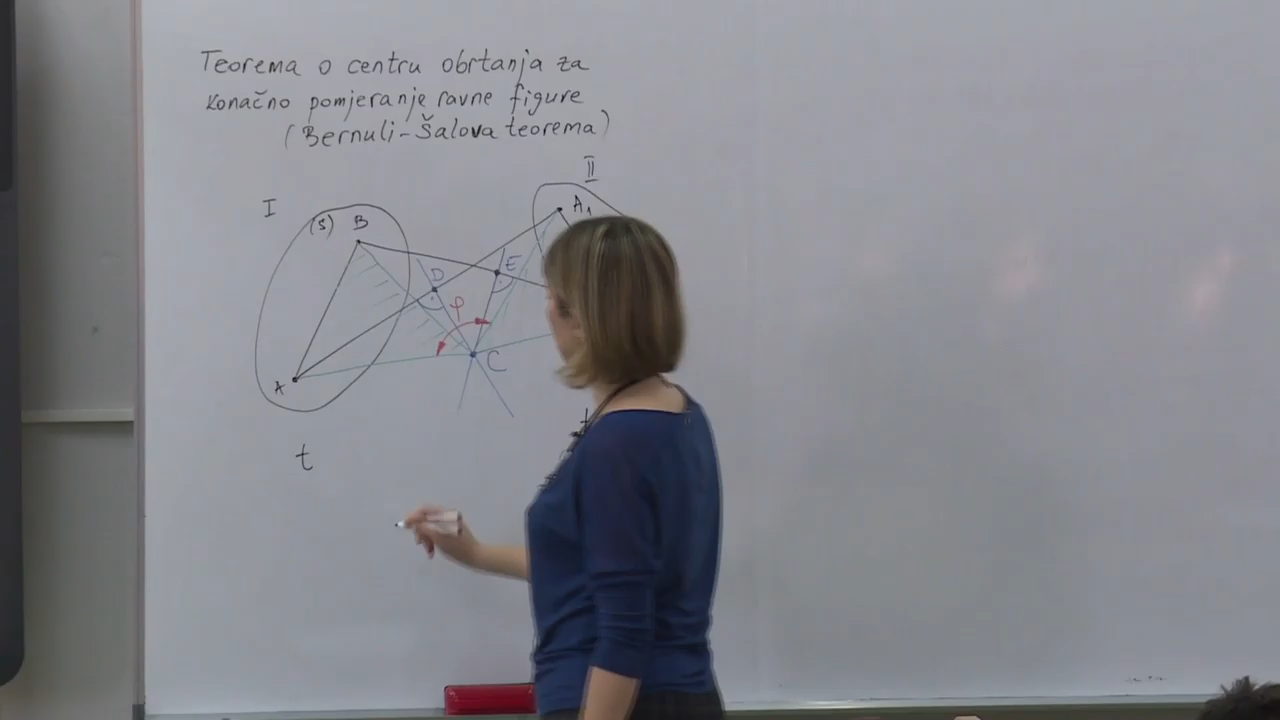 Teorema o centru obrtanja za
konačno pomjeranje ravne figure
(Bernuli-Šalova teorema)
II
I
(S) B
A₁
D
E
φ
C
A
t
t